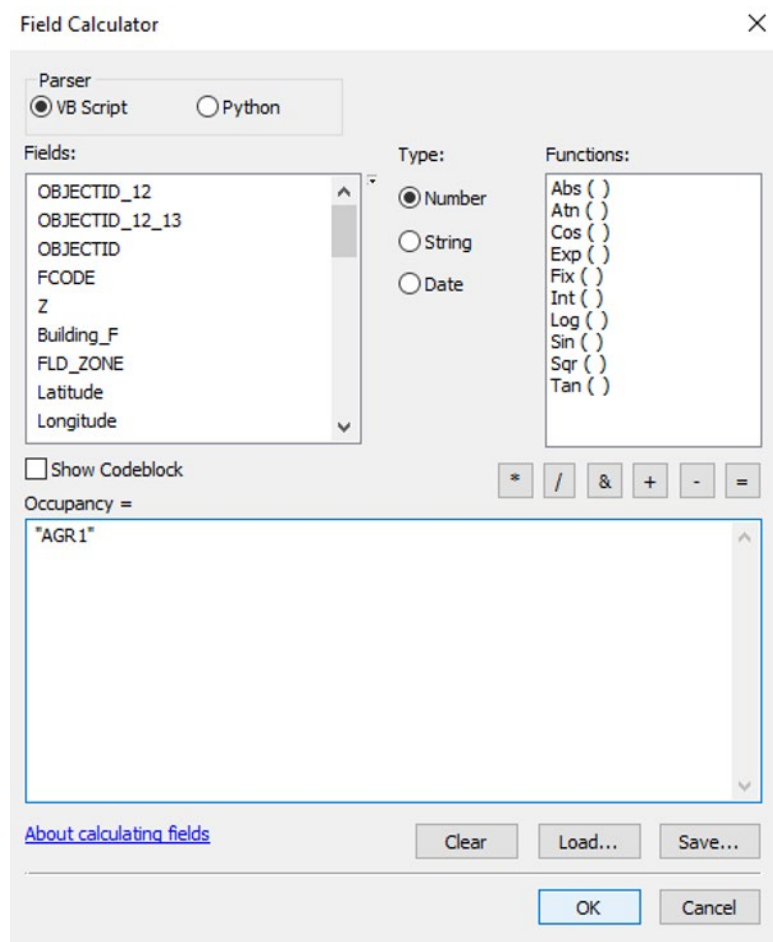 Field Calculator
Parser
VB Script Python
Fields:
OBJECTID_12
OBJECTID_12_13
OBJECTID
FCODE
Z
Building_F
FLD_ZONE
Latitude
Longitude
Type:
Number
String
Date
Functions:
Abs ( )
Atn ( )
Cos ( )
Exp ( )
Fix ( )
Int ( )
Log ( )
Sin ( )
Sqr ( )
Tan ( )
Show Codeblock
* / & + - =
Occupancy =
"AGR1"
About calculating fields
Clear Load... Save...
OK Cancel